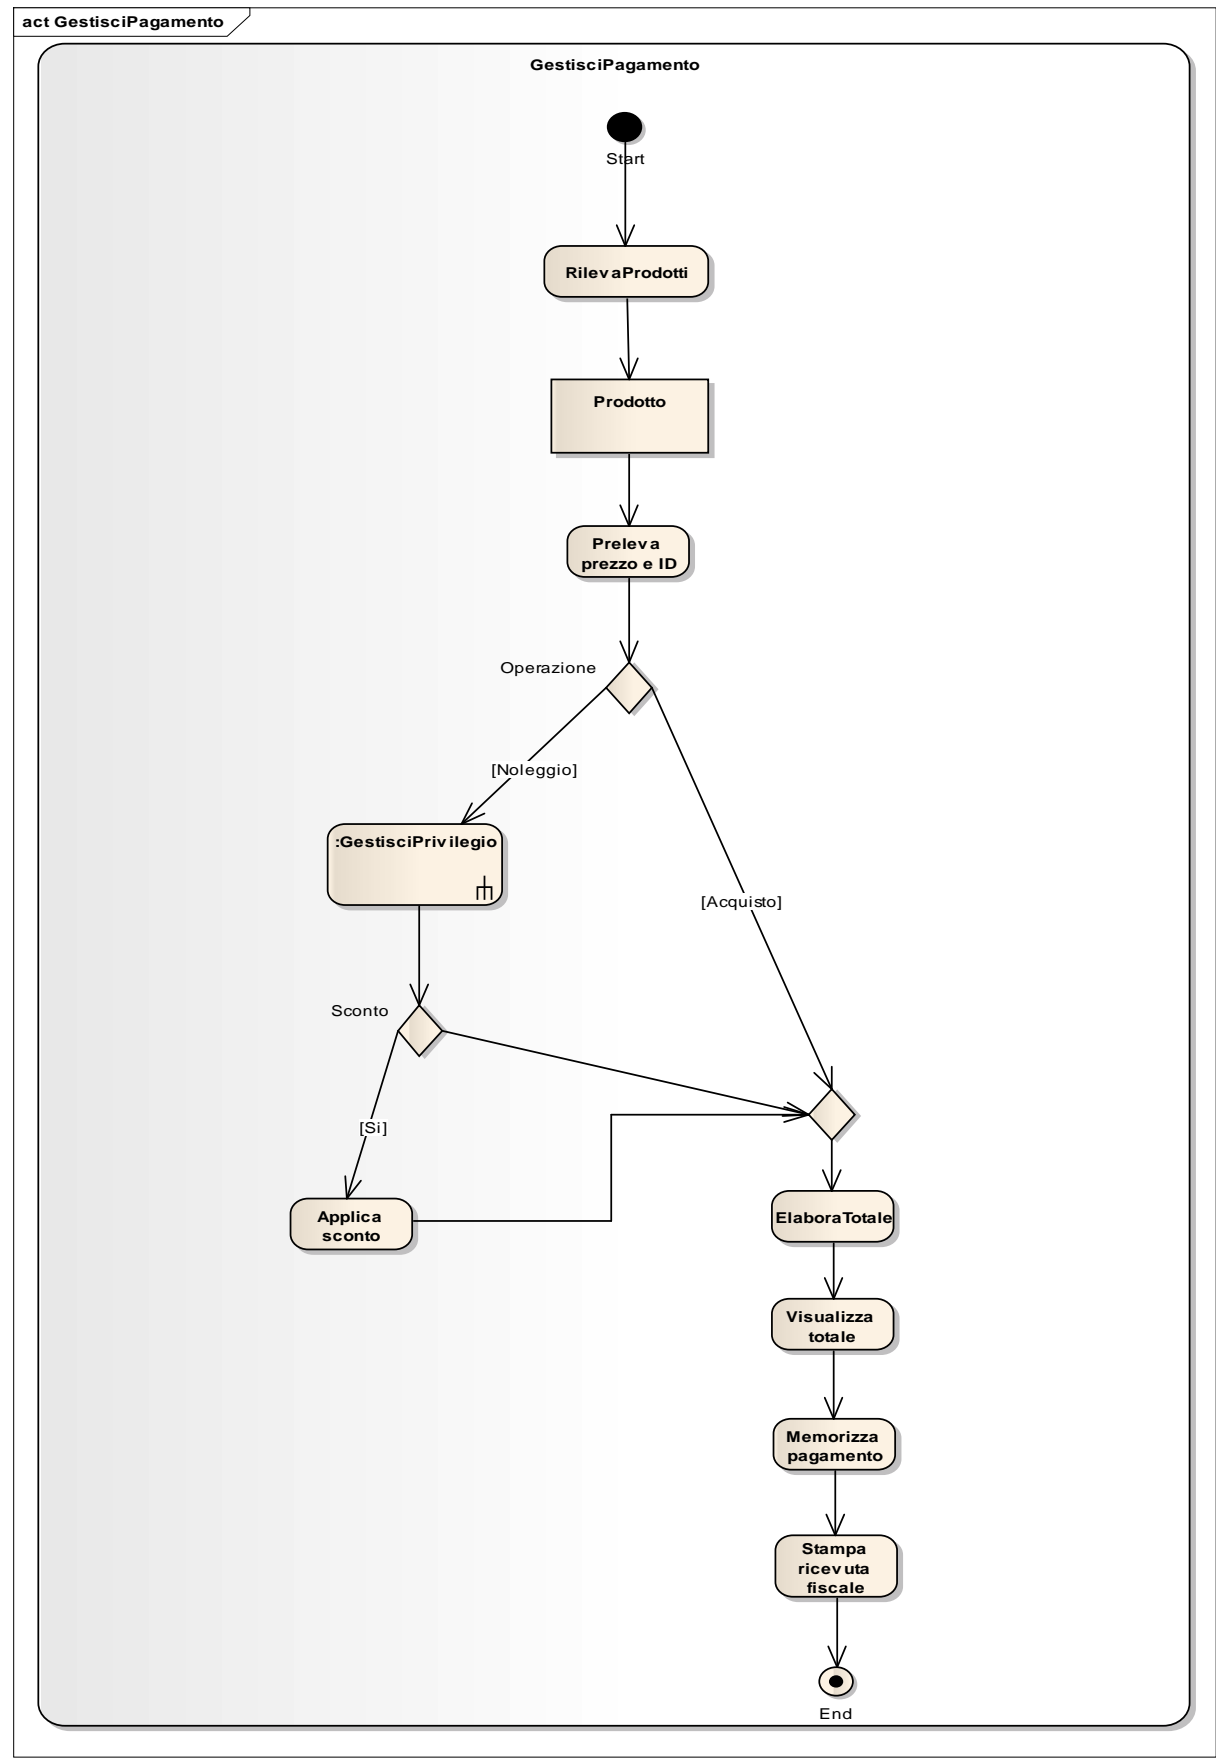 act GestisciPagamento
GestisciPagamento
Start
RilevaProdotti
Prodotto
Preleva
prezzo e ID
Operazione
[Noleggio]
:GestisciPrivilegio
[Acquisto]
Sconto
[Si]
Applica
sconto
ElaboraTotale
Visualizza
totale
Memorizza
pagamento
Stampa
ricevuta
fiscale
End